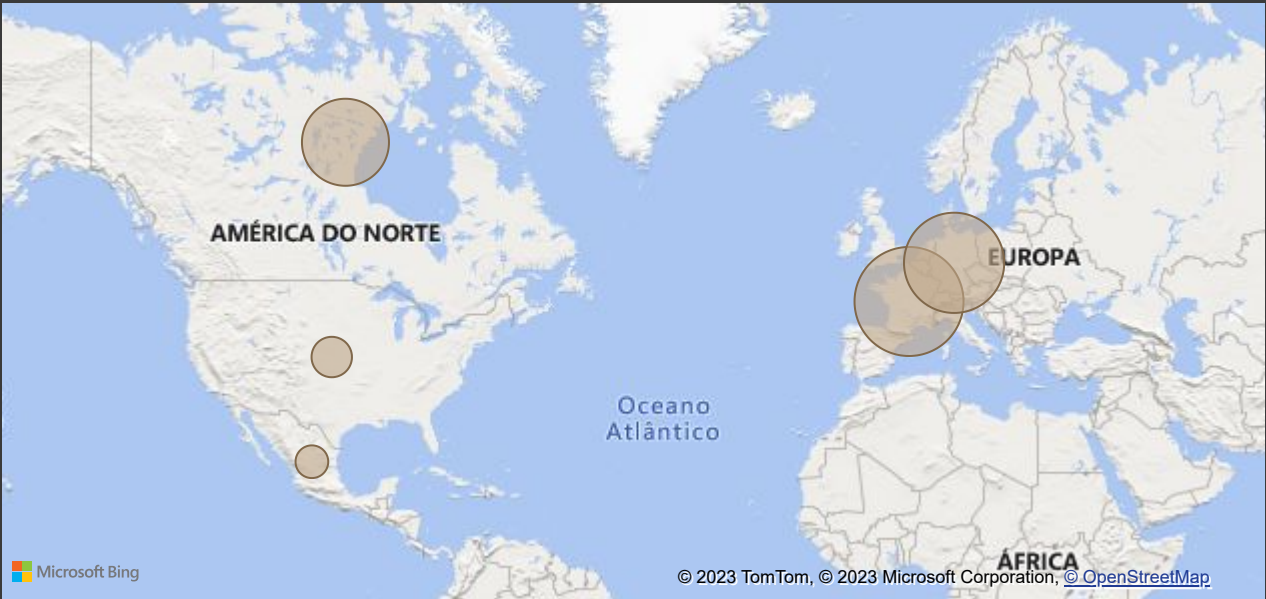 AMÉRICA DO NORTE
EUROPA
Oceano
Atlântico
ÁFRICA
Microsoft Bing
© 2023 TomTom, © 2023 Microsoft Corporation, © OpenStreetMap